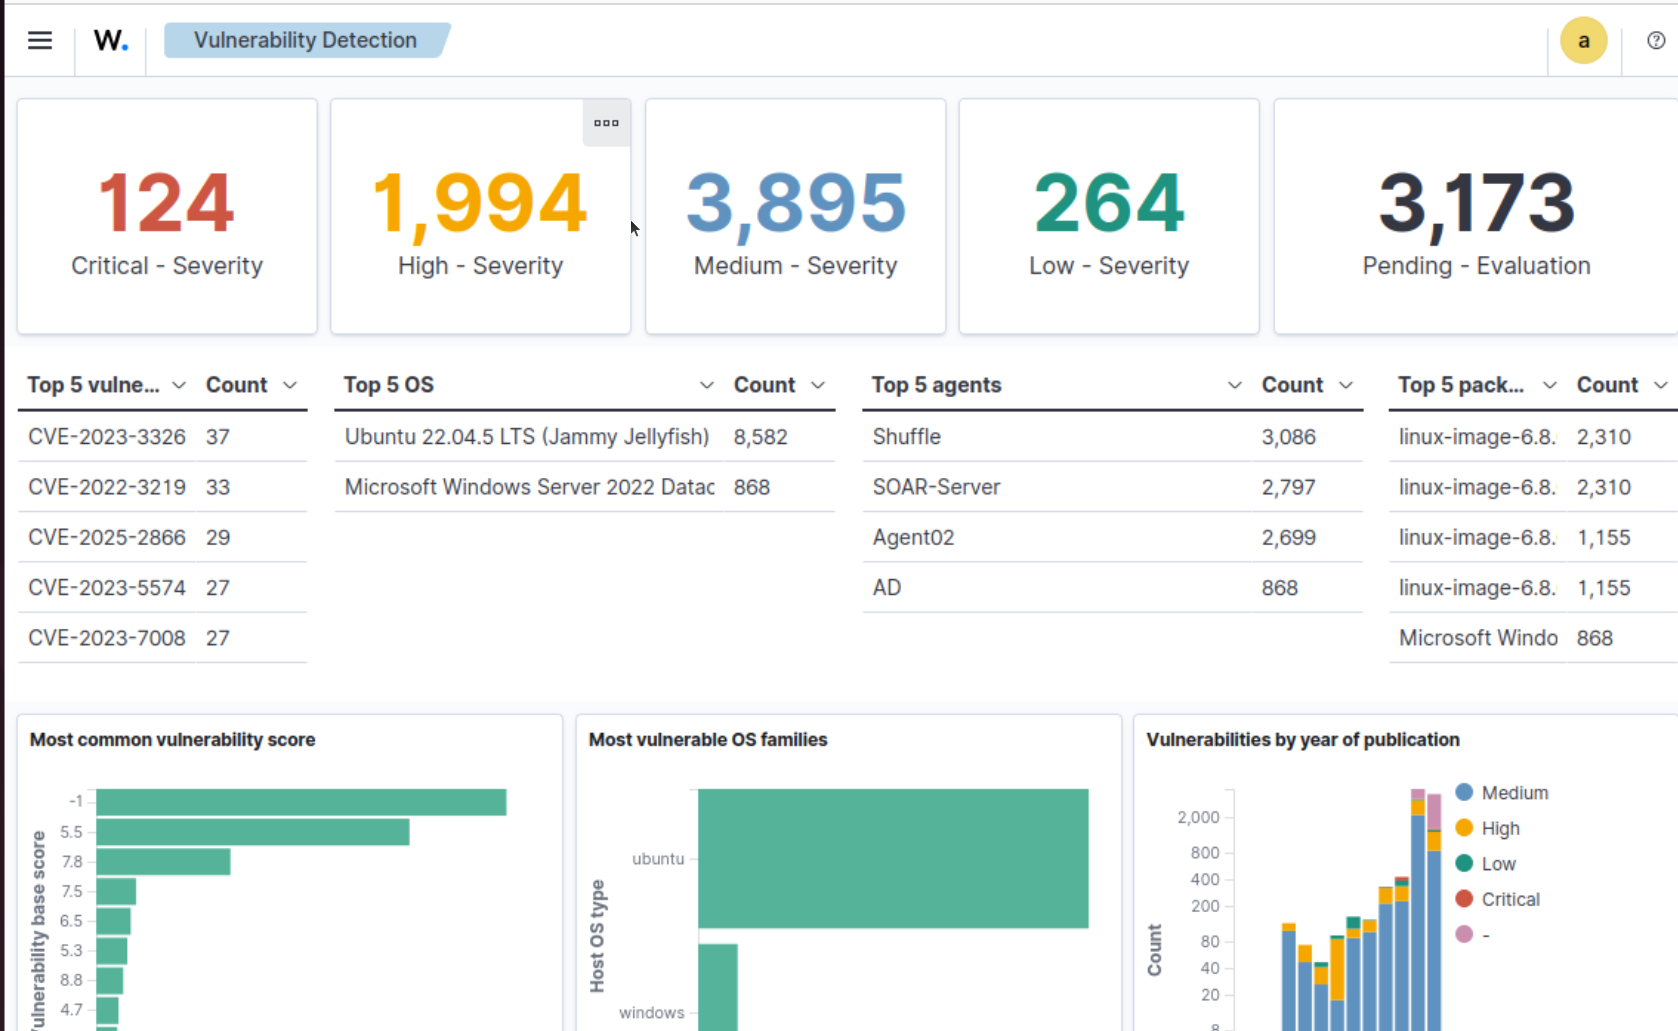 W. Vulnerability Detection a
124 1,994 3,895 264 3,173
Critical - Severity High - Severity Medium - Severity Low - Severity Pending - Evaluation
Top 5 vulne... Count Top 5 OS Count Top 5 agents Count Top 5 pack... Count
CVE-2023-3326 37 Ubuntu 22.04.5 LTS (Jammy Jellyfish) 8,582 Shuffle 3,086 linux-image-6.8. 2,310
CVE-2022-3219 33 Microsoft Windows Server 2022 Datac 868 SOAR-Server 2,797 linux-image-6.8. 2,310
CVE-2025-2866 29 Agent02 2,699 linux-image-6.8. 1,155
CVE-2023-5574 27 AD 868 linux-image-6.8. 1,155
CVE-2023-7008 27 Microsoft Windo 868
Most common vulnerability score
-1
5.5
7.8
7.5
6.5
5.3
8.8
4.7
ulnerability base score
Most vulnerable OS families
ubuntu
windows
Host OS type
Vulnerabilities by year of publication
2,000
800
400
200
80
40
20
8
Count
Medium
High
Low
Critical
-